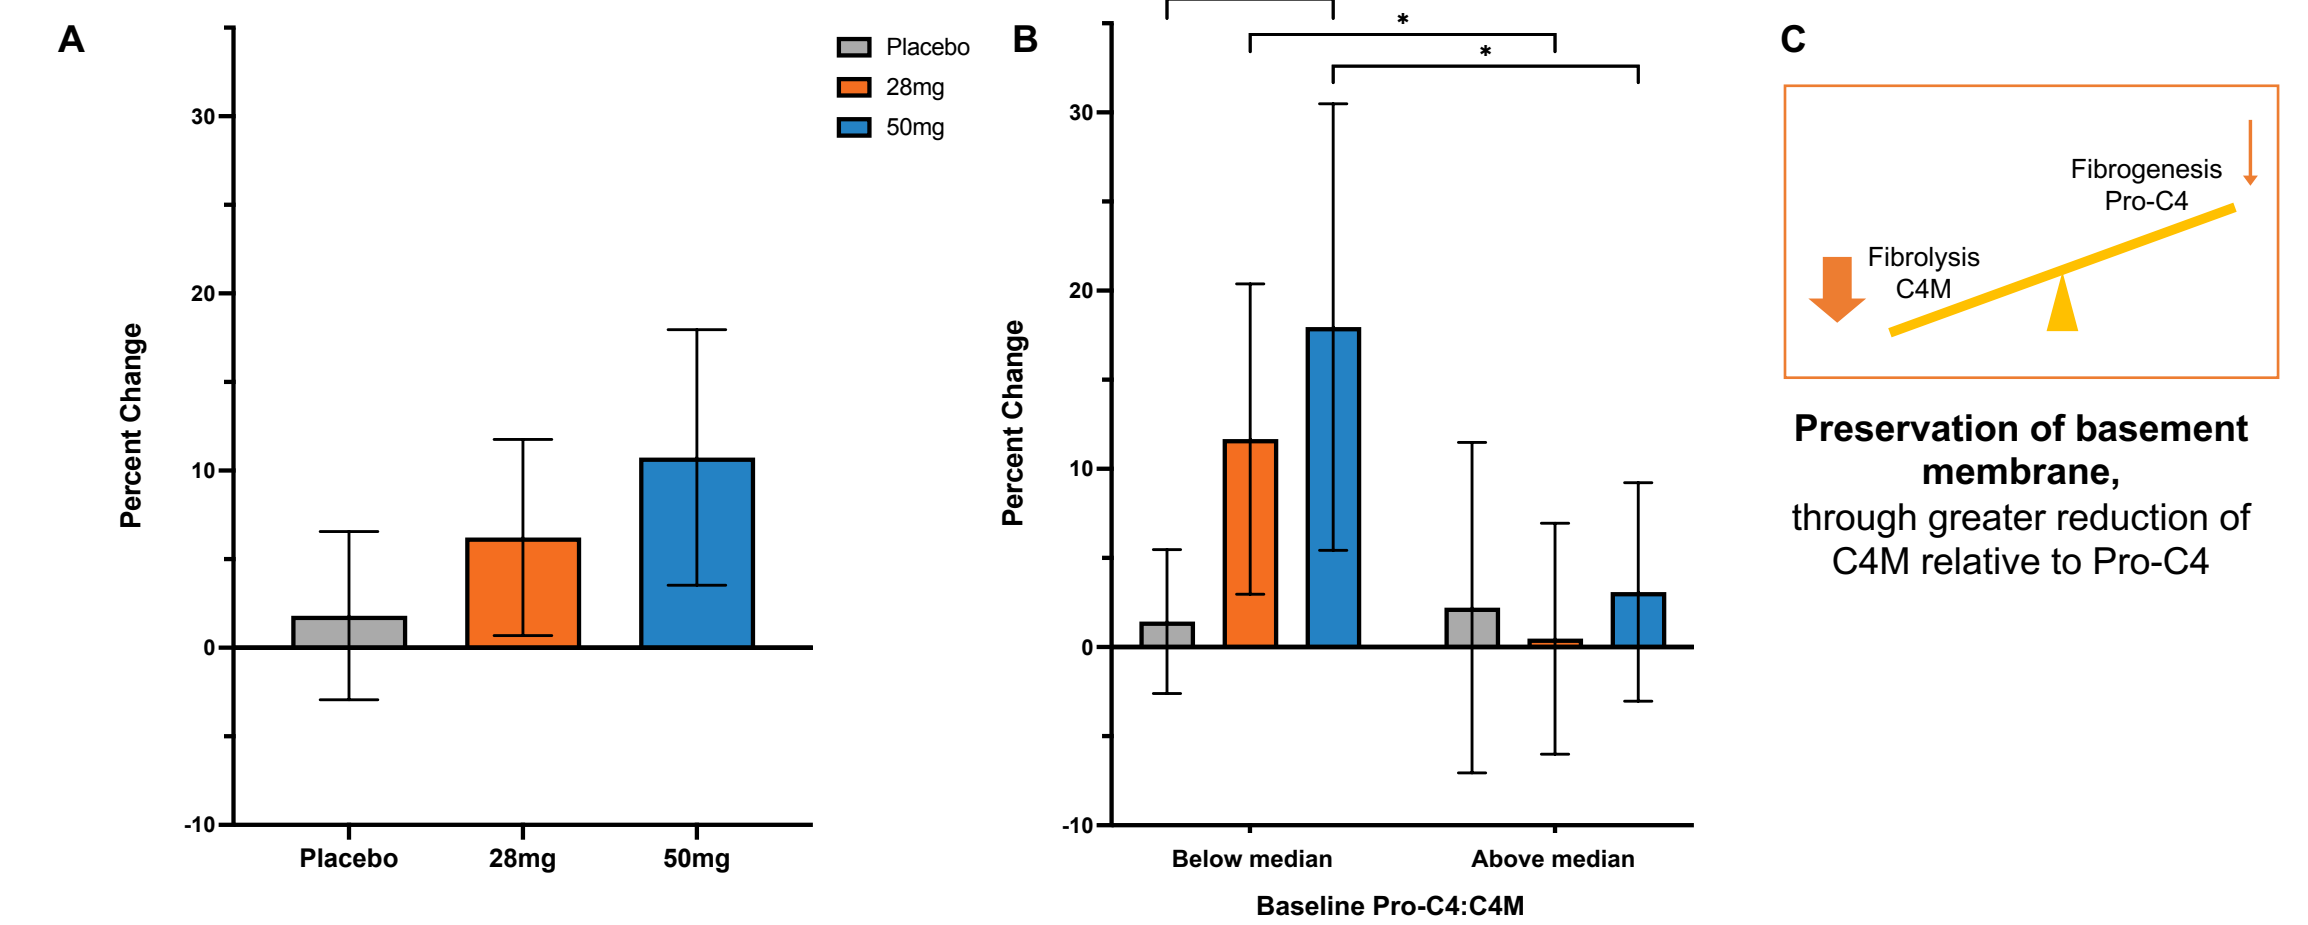 A
Percent Change
30
20
10
0
-10
Placebo
28mg
50mg
Placebo
28mg
50mg
B
Percent Change
30
20
10
0
-10
*
*
Below median
Above median
Baseline Pro-C4:C4M
C
Fibrogenesis
Pro-C4
Fibrolysis
C4M
Preservation of basement
membrane,
through greater reduction of
C4M relative to Pro-C4